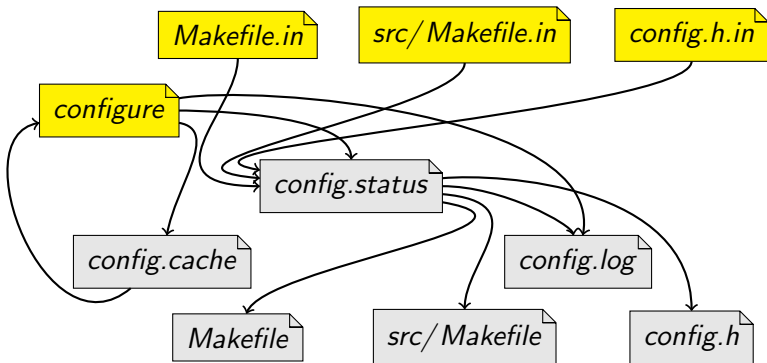 Makefile.in
src/Makefile.in
config.h.in
configure
config.status
config.cache
config.log
Makefile
src/Makefile
config.h